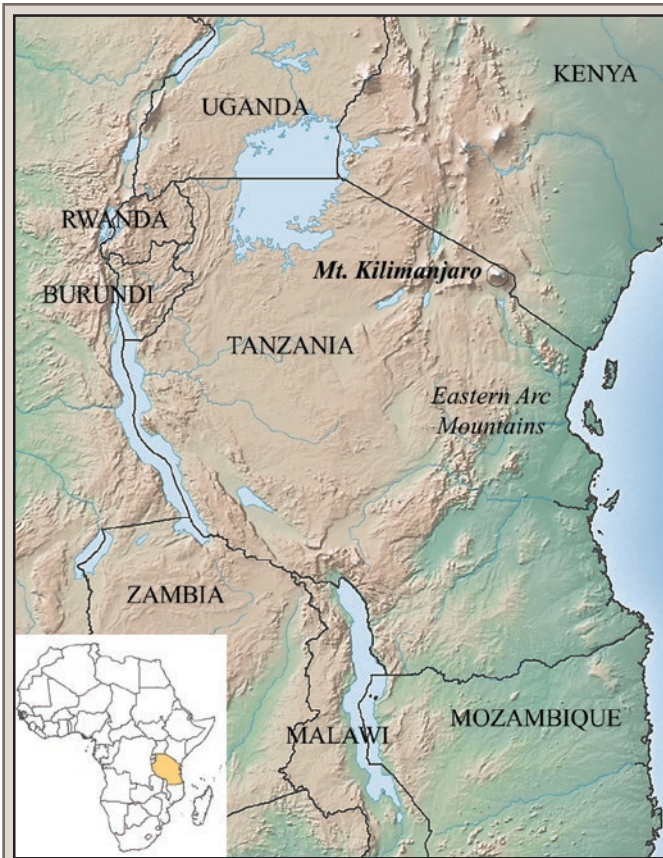 KENYA
UGANDA
RWANDA
Mt. Kilimanjaro
BURUNDI
TANZANIA
Eastern Arc
Mountains
ZAMBIA
MALAWI
MOZAMBIQUE